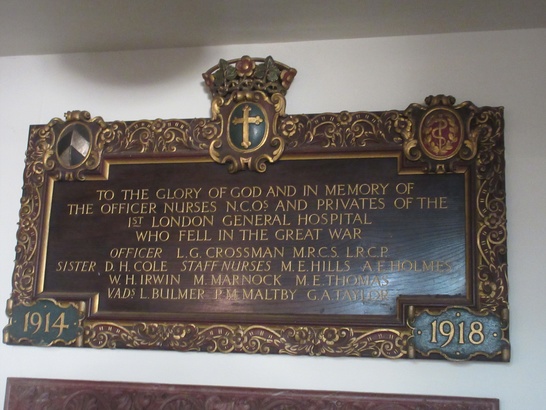 TO THE GLORY OF GOD AND IN MEMORY OF
THE OFFICER NURSES N.C.OS AND PRIVATES OF THE
1ST LONDON GENERAL HOSPITAL
WHO FELL IN THE GREAT WAR
OFFICER L.G. CROSSMAN M.R.C.S. L.R.C.P.
SISTER D.H. COLE STAFF NURSES M.E. HILLS A.F. HOLMES
W.H. IRWIN M. MARNOCK M.E. THOMAS
VADS L. BULMER P.M. MALTBY G.A. TAYLOR
1914 1918